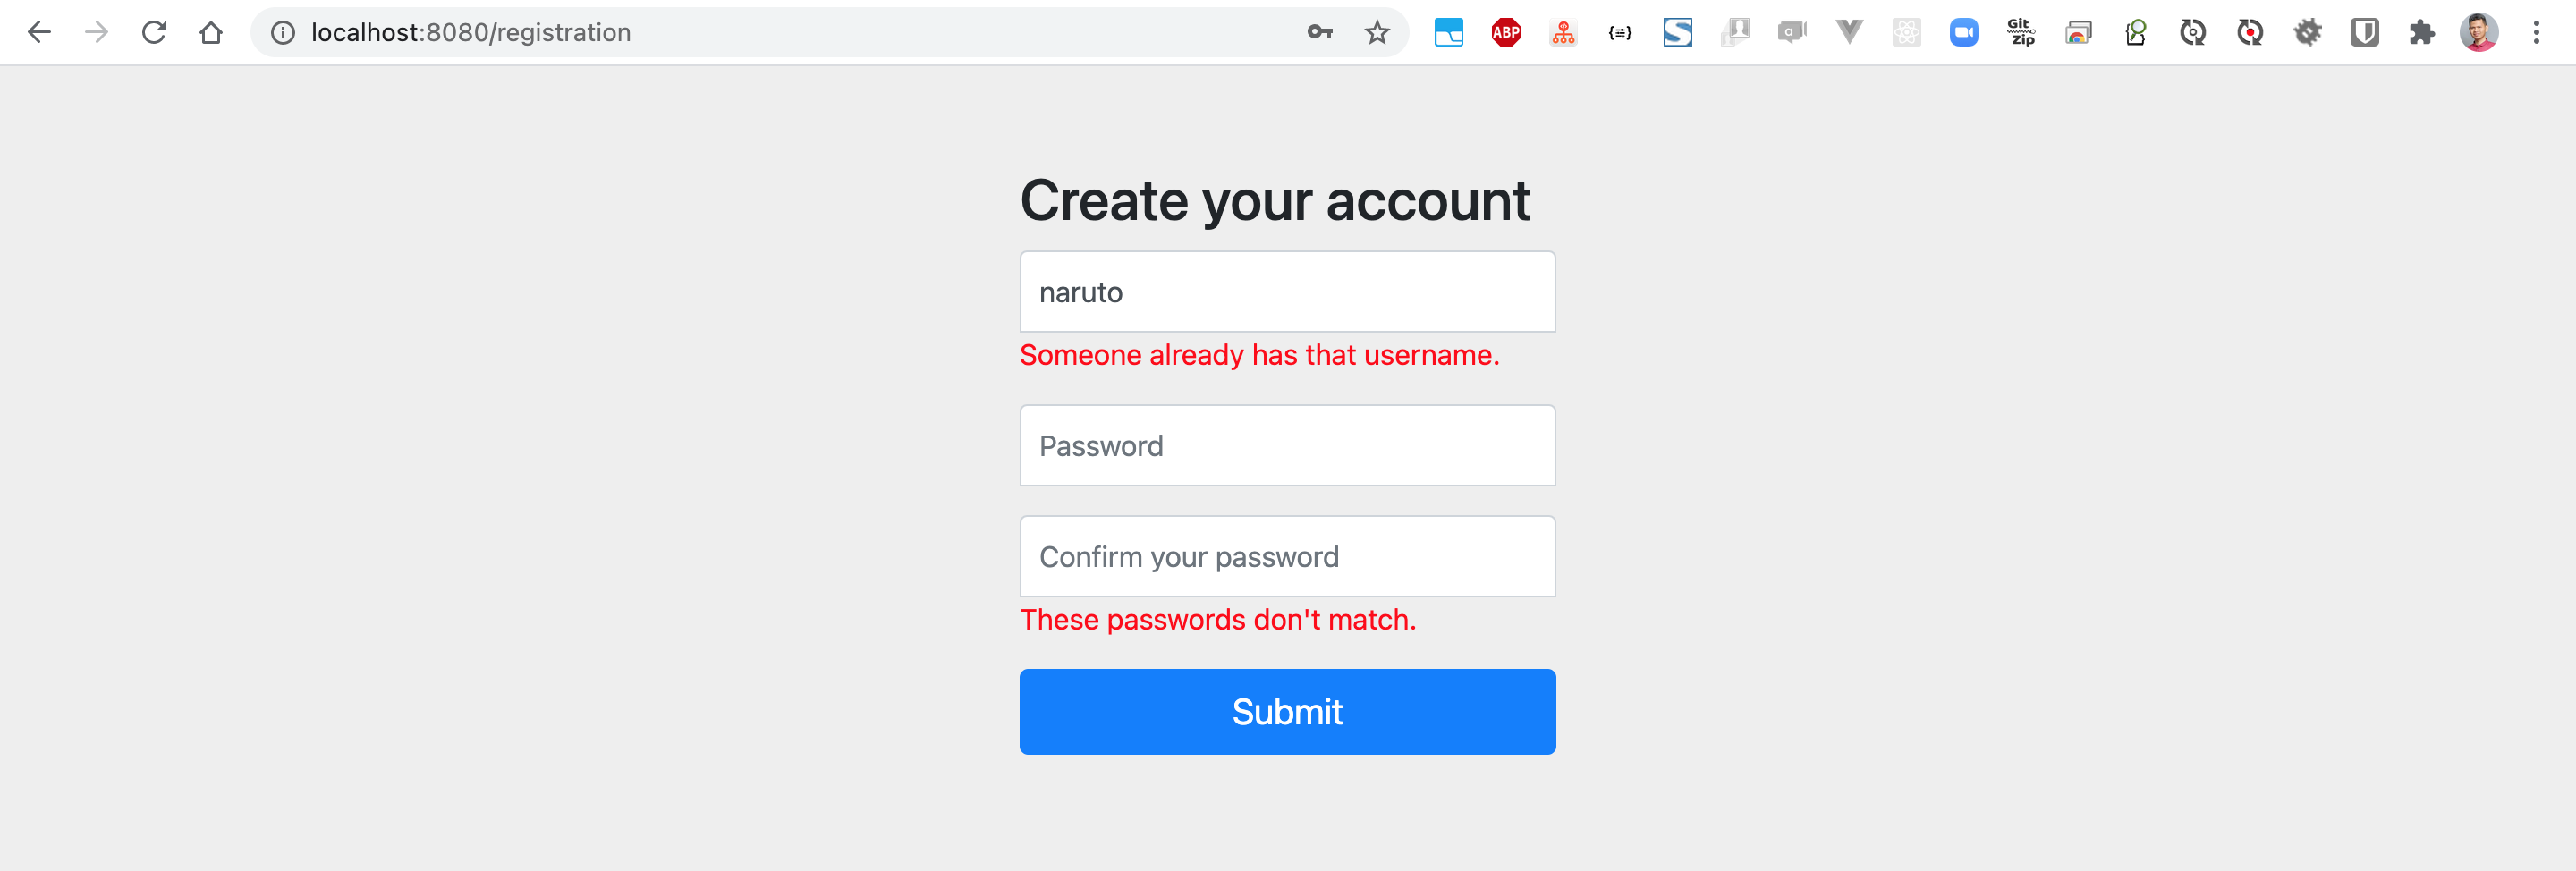 localhost:8080/registration
ABP
{≡}
S
a
Git
Zip
Create your account
naruto
Someone already has that username.
Password
Confirm your password
These passwords don't match.
Submit